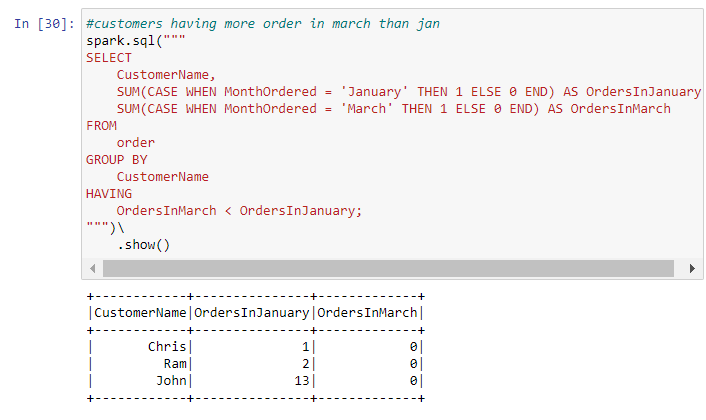 In [30]: #customers having more order in march than jan
spark.sql("""
SELECT
    CustomerName,
    SUM(CASE WHEN MonthOrdered = 'January' THEN 1 ELSE 0 END) AS OrdersInJanuary
    SUM(CASE WHEN MonthOrdered = 'March' THEN 1 ELSE 0 END) AS OrdersInMarch
FROM
    order
GROUP BY
    CustomerName
HAVING
    OrdersInMarch < OrdersInJanuary;
""")\
    .show()
+------------+---------------+-------------+
|CustomerName|OrdersInJanuary|OrdersInMarch|
+------------+---------------+-------------+
|       Chris|              1|            0|
|         Ram|              2|            0|
|        John|             13|            0|
+------------+---------------+-------------+